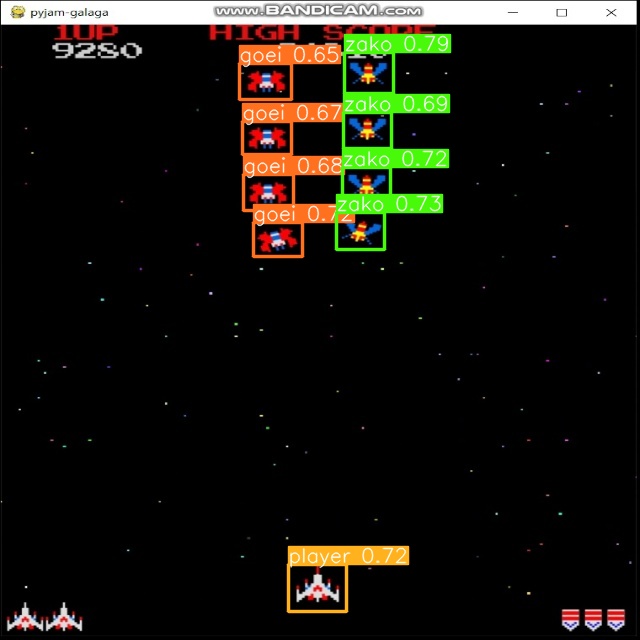 pyjam-galaga
www.BANDICAM.com
1UP HIGH SCORE
9280
goei 0.65 zako 0.79
goei 0.67 zako 0.69
goei 0.68 zako 0.72
goei 0.72 zako 0.73
player 0.72